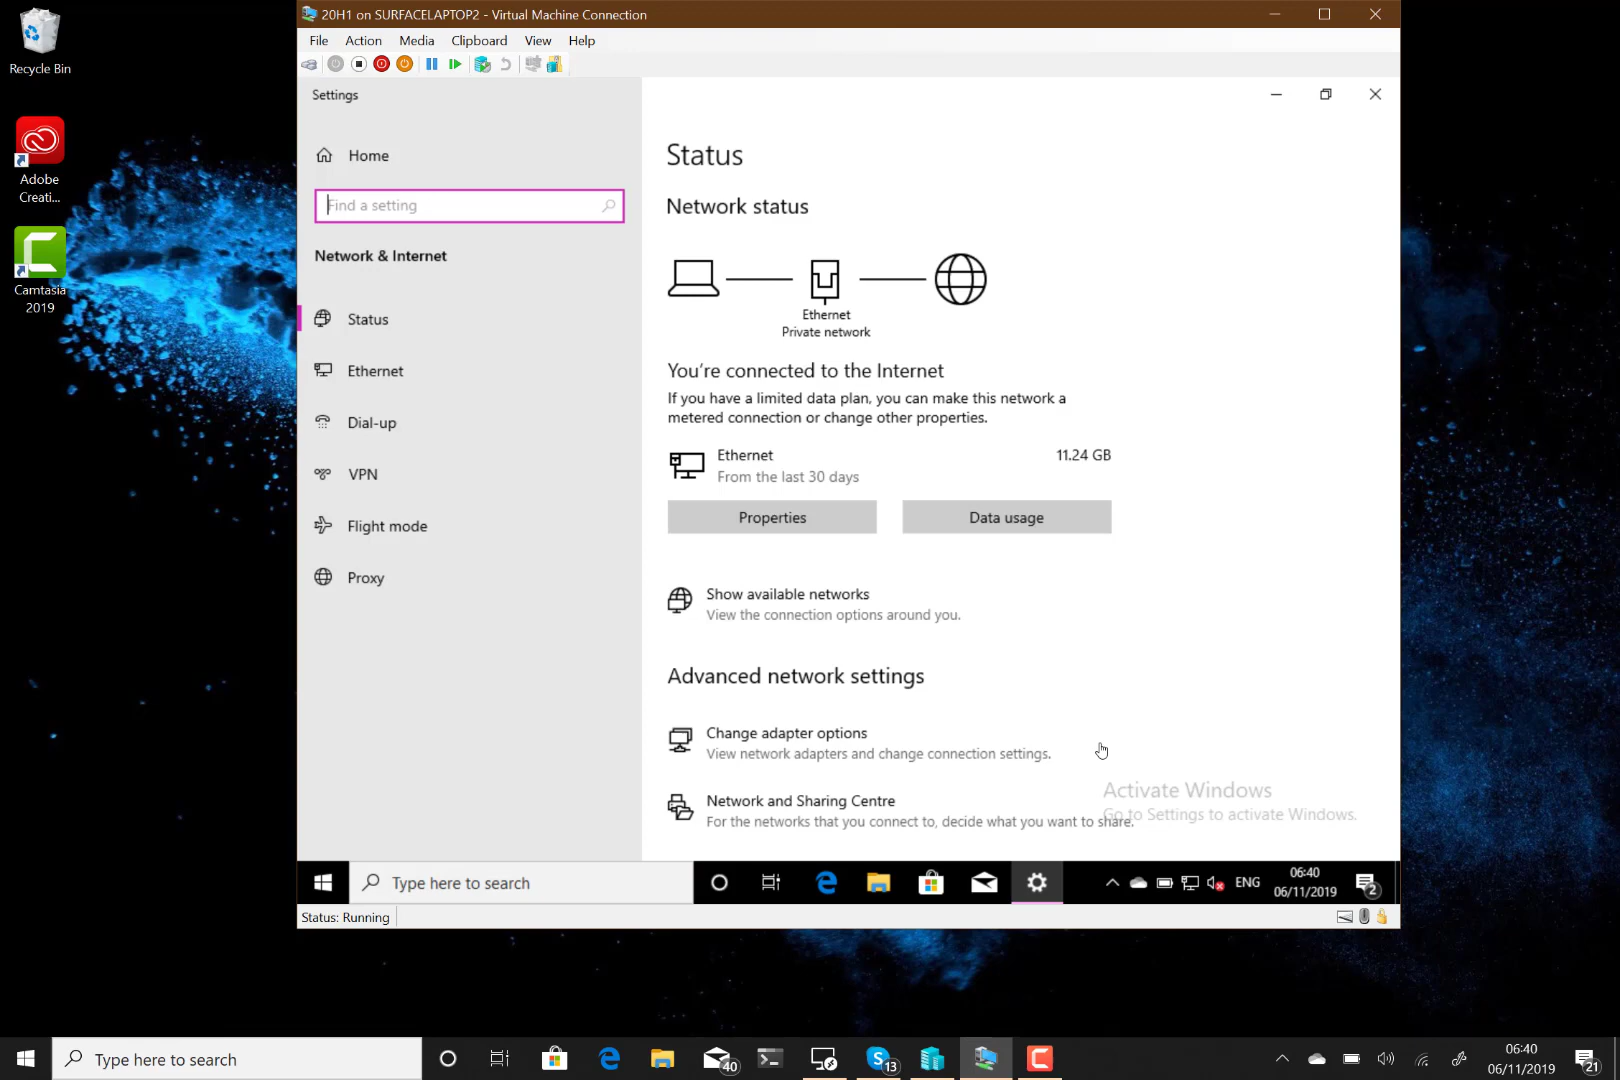 Recycle Bin
Adobe
Creati...
Camtasia
2019
20H1 on SURFACELAPTOP2 - Virtual Machine Connection
File Action Media Clipboard View Help
Settings
Home
Find a setting
Network & Internet
Status
Ethernet
Dial-up
VPN
Flight mode
Proxy
Status
Network status
Ethernet
Private network
You're connected to the Internet
If you have a limited data plan, you can make this network a
metered connection or change other properties.
Ethernet 11.24 GB
From the last 30 days
Properties Data usage
Show available networks
View the connection options around you.
Advanced network settings
Change adapter options
View network adapters and change connection settings.
Network and Sharing Centre
For the networks that you connect to, decide what you want to share.
Activate Windows
Go to Settings to activate Windows.
Type here to search
ENG
06:40
06/11/2019
2
Status: Running
Type here to search
40
13
06:40
06/11/2019
21